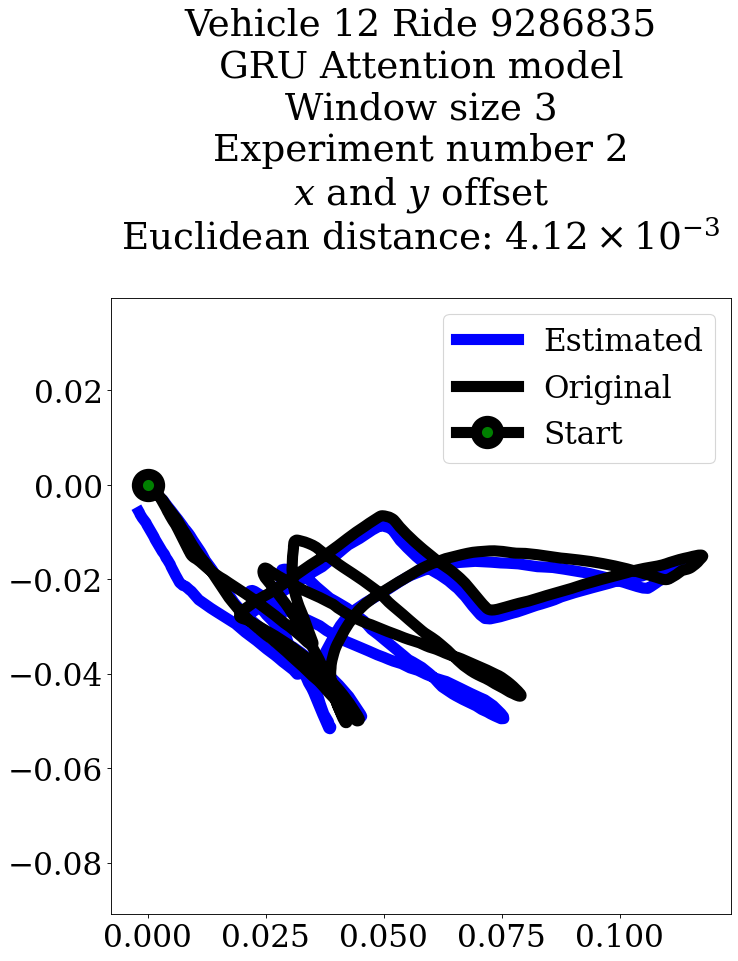 Vehicle 12 Ride 9286835
GRU Attention model
Window size 3
Experiment number 2
x and y offset
Euclidean distance: 4.12 × 10⁻³
Estimated
Original
Start
0.02
0.00
−0.02
−0.04
−0.06
−0.08
0.000 0.025 0.050 0.075 0.100